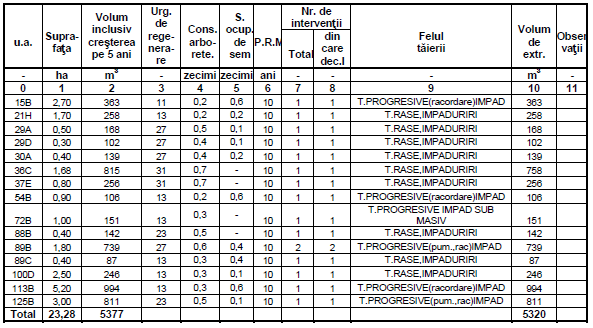 u.a. Supra-faţa Volum inclusiv creşterea pe 5 ani Urg. de rege-nera-re Cons. arbo-rete. S. ocup. de sem P.R.M Nr. de intervenţii Felul tăierii Volum de extr. Obser vaţii
Total din care dec.I
- ha m³ - zecimi zecimi ani - - - m³ -
0 1 2 3 4 5 6 7 8 9 10 11
15B 2,70 363 11 0,2 0,6 10 1 1 T.PROGRESIVE(racordare)IMPAD 363
21H 1,70 258 13 0,2 0,2 10 1 1 T.RASE,IMPADURIRI 258
29A 0,50 168 27 0,5 0,1 10 1 1 T.RASE,IMPADURIRI 168
29D 0,30 102 27 0,4 0,1 10 1 1 T.RASE,IMPADURIRI 102
30A 0,40 139 27 0,4 0,2 10 1 1 T.RASE,IMPADURIRI 139
36C 1,68 815 31 0,7 - 10 1 1 T.RASE,IMPADURIRI 758
37E 0,80 256 31 0,7 - 10 1 1 T.RASE,IMPADURIRI 256
54B 0,90 106 13 0,2 0,6 10 1 1 T.PROGRESIVE(racordare)IMPAD 106
72B 1,00 151 13 0,3 - 10 1 1 T.PROGRESIVE IMPAD SUB MASIV 151
88B 0,40 142 23 0,5 - 10 1 1 T.RASE,IMPADURIRI 142
89B 1,80 739 27 0,6 0,4 10 2 2 T.PROGRESIVE(pum.,rac)IMPAD 739
89C 0,40 87 13 0,3 0,4 10 1 1 T.RASE,IMPADURIRI 87
100D 2,50 246 13 0,3 0,1 10 1 1 T.RASE,IMPADURIRI 246
113B 5,20 994 13 0,3 0,6 10 1 1 T.PROGRESIVE(racordare)IMPAD 994
125B 3,00 811 23 0,5 0,1 10 1 1 T.PROGRESIVE(pum.,rac)IMPAD 811
Total 23,28 5377 5320